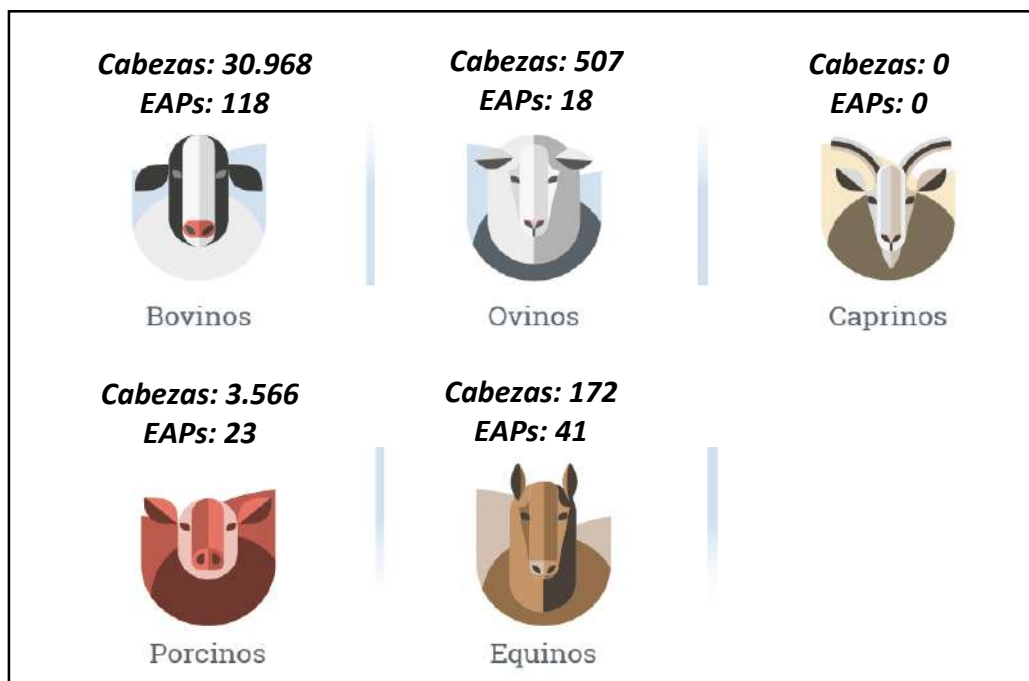 Cabezas: 30.968
EAPs: 118
Bovinos
Cabezas: 507
EAPs: 18
Ovinos
Cabezas: 0
EAPs: 0
Caprinos
Cabezas: 3.566
EAPs: 23
Porcinos
Cabezas: 172
EAPs: 41
Equinos